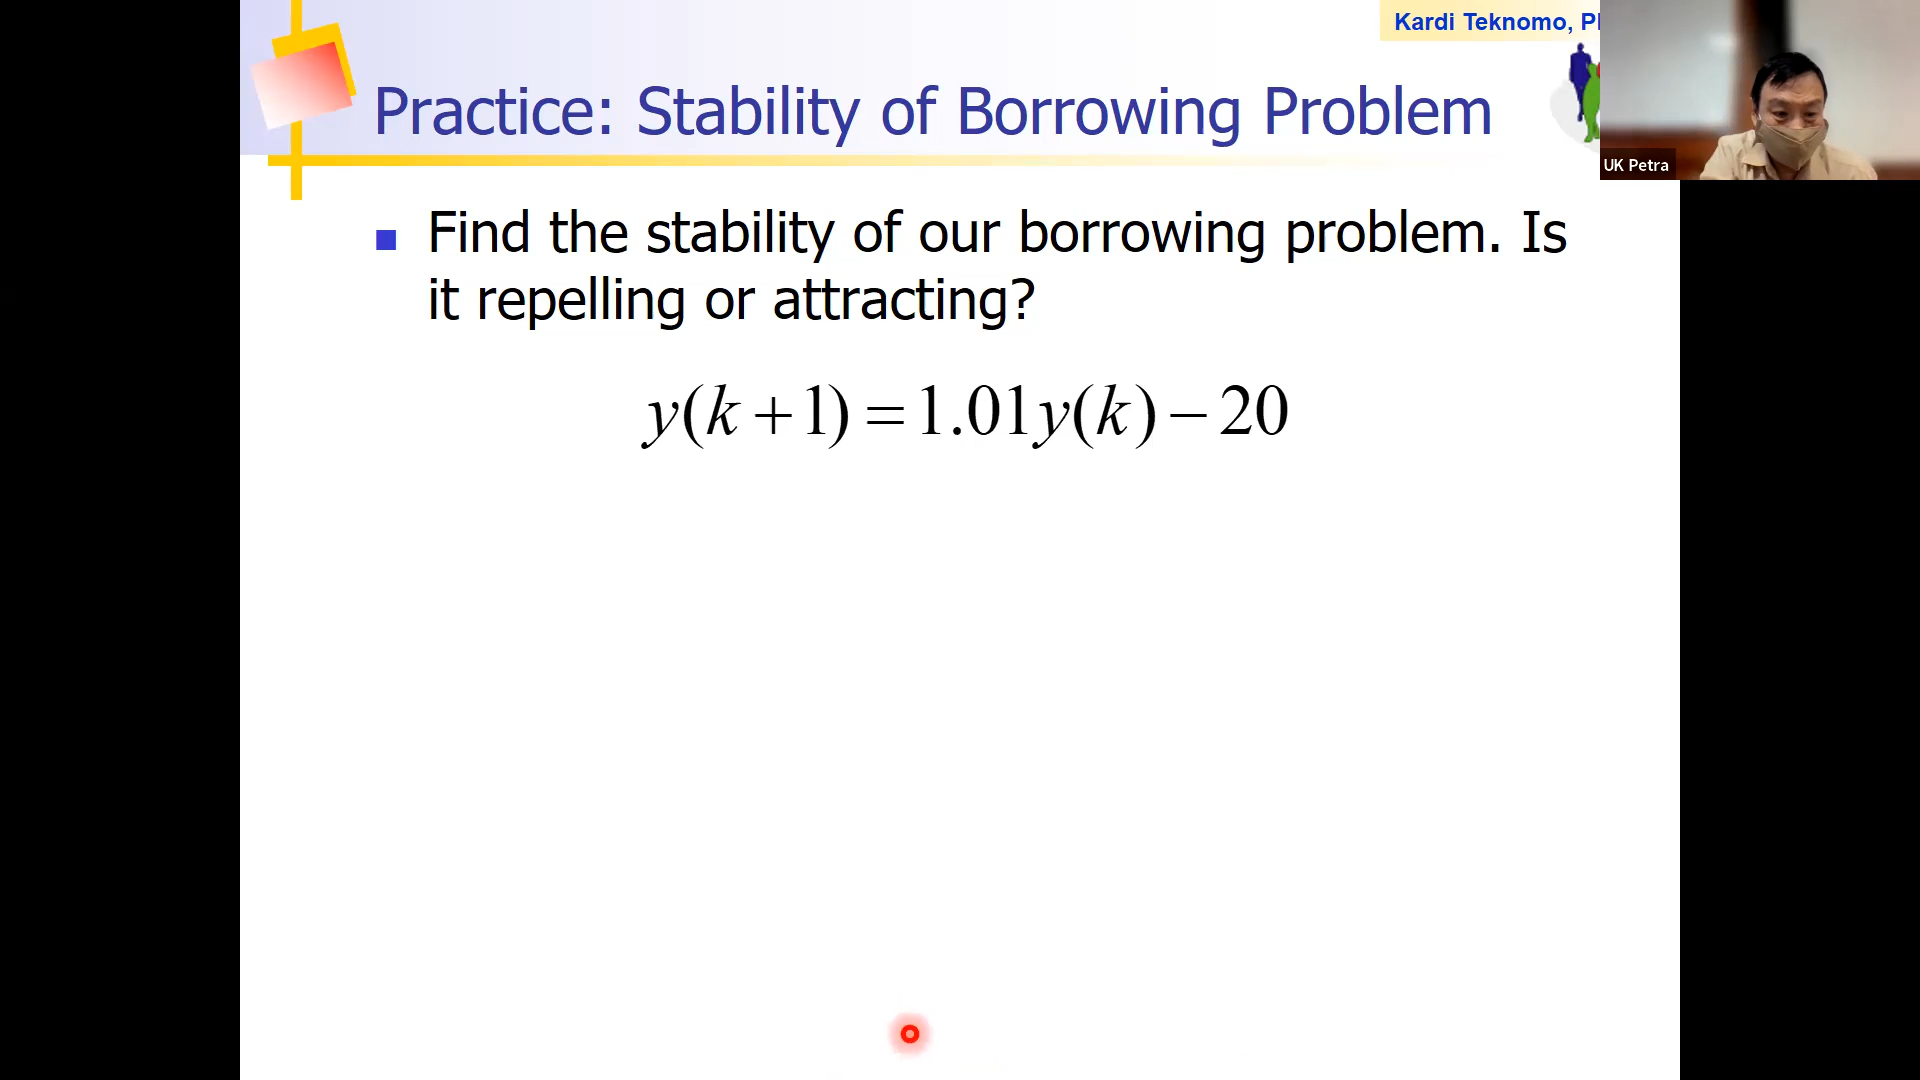 Kardi Teknomo, P
Practice: Stability of Borrowing Problem
UK Petra
Find the stability of our borrowing problem. Is
it repelling or attracting?
y(k+1)=1.01y(k)−20